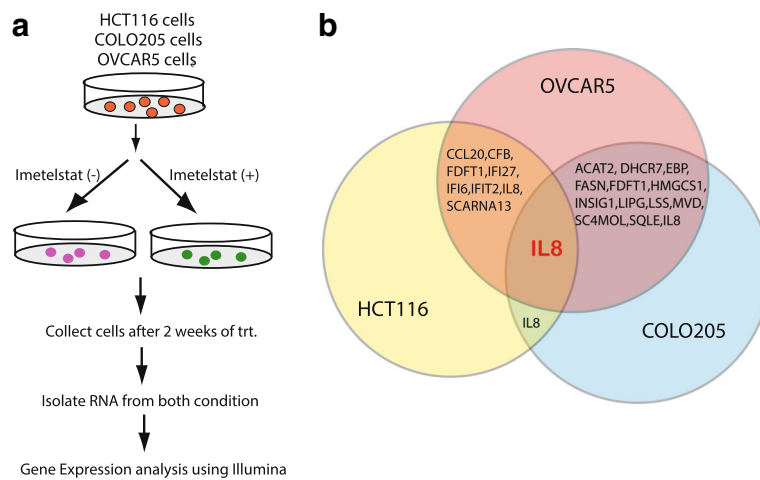 a
HCT116 cells
COLO205 cells
OVCAR5 cells
Imetelstat (-)
Imetelstat (+)
Collect cells after 2 weeks of trt.
Isolate RNA from both condition
Gene Expression analysis using Illumina
b
OVCAR5
CCL20,CFB,
FDFT1,IFI27,
IFI6,IFIT2,IL8,
SCARNA13
ACAT2, DHCR7,EBP,
FASN,FDFT1,HMGCS1,
INSIG1,LIPG,LSS,MVD,
SC4MOL,SQLE,IL8
IL8
HCT116
IL8
COLO205